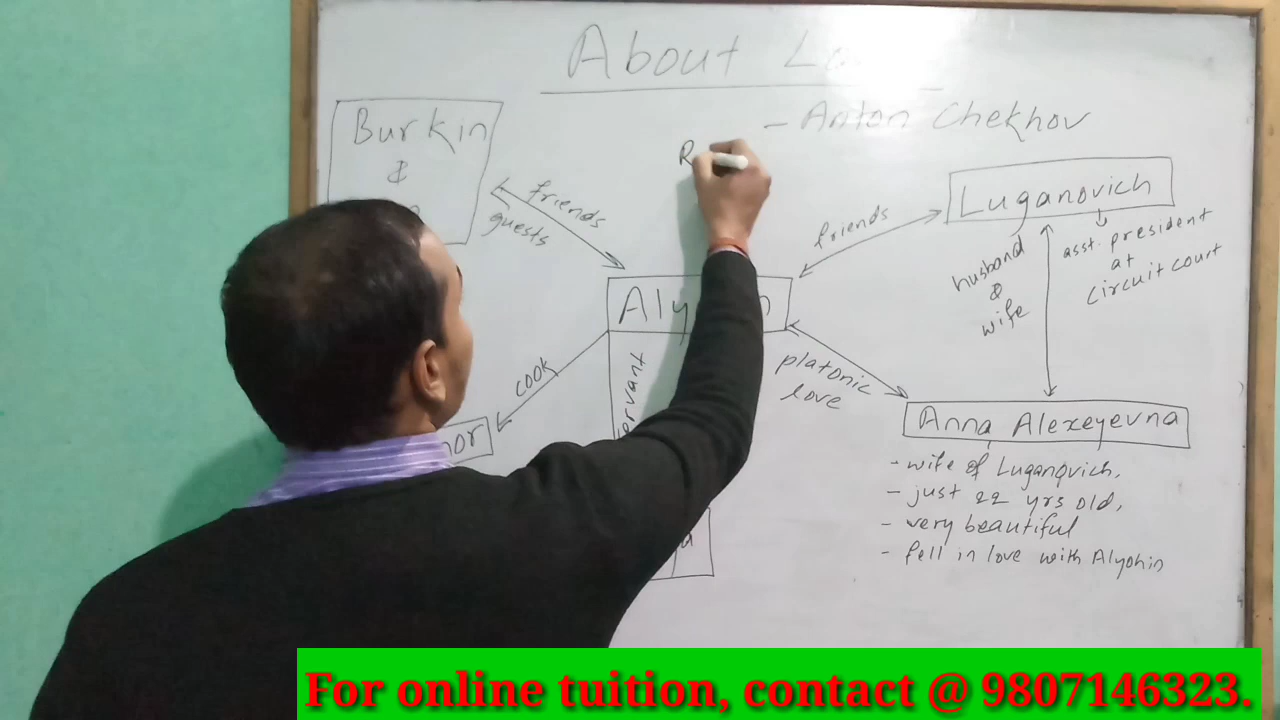 About
- Anton Chekhov
Burkin
&
R
friends
guests
friends
Luganovich
asst. president
at
circuit court
husband
&
wife
cook
platonic
love
Anna Alexeyevna
- wife of Luganovich,
- just 22 yrs old,
- very beautiful
- fell in love with Alyohin
For online tuition, contact @ 9807146323.